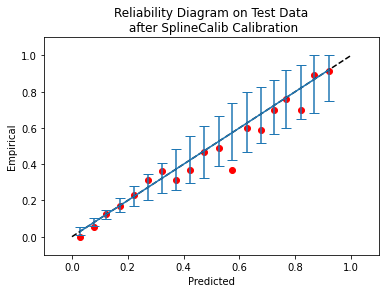 Reliability Diagram on Test Data
after SplineCalib Calibration
Empirical
1.0
0.8
0.6
0.4
0.2
0.0
0.0 0.2 0.4 0.6 0.8 1.0
Predicted